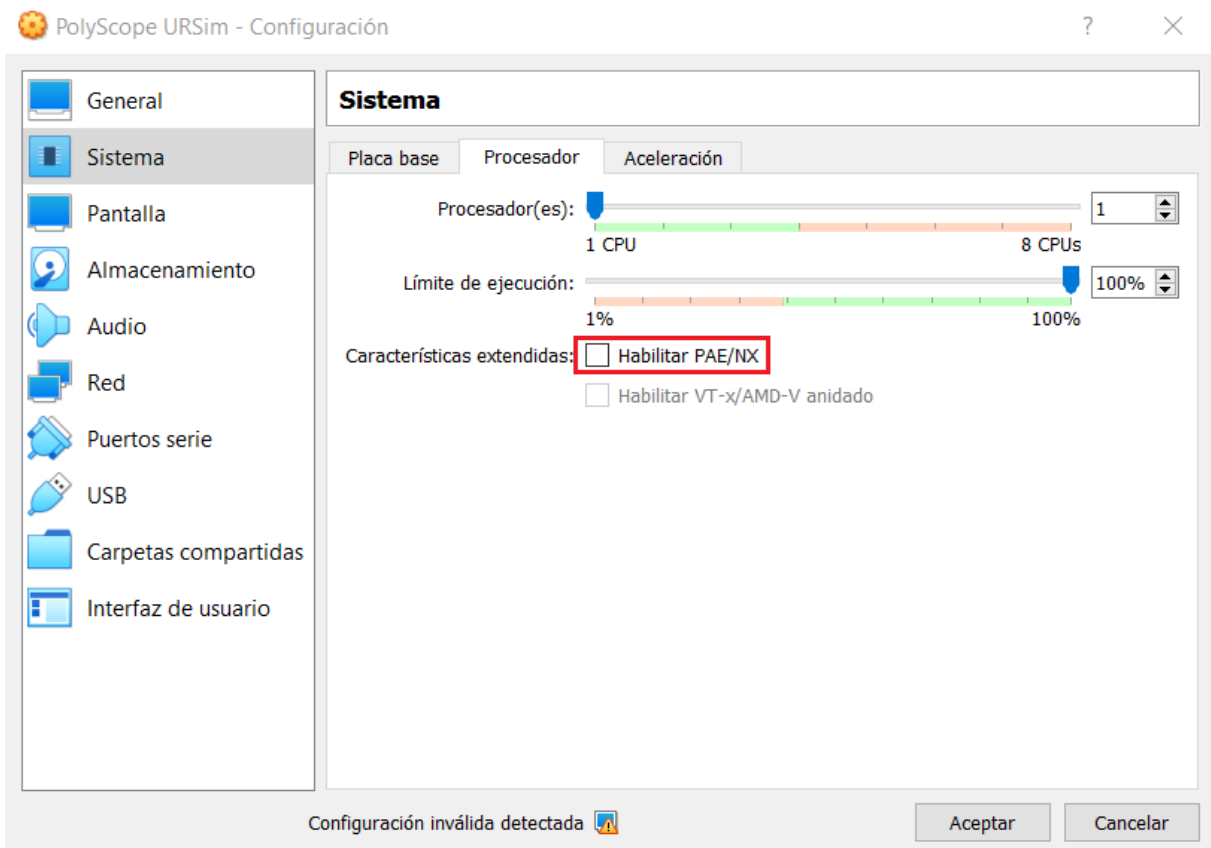 PolyScope URSim - Configuración
?
General
Sistema
Pantalla
Almacenamiento
Audio
Red
Puertos serie
USB
Carpetas compartidas
Interfaz de usuario
Sistema
Placa base Procesador Aceleración
Procesador(es): 1
1 CPU 8 CPUs
Límite de ejecución: 100%
1% 100%
Características extendidas: Habilitar PAE/NX
Habilitar VT-x/AMD-V anidado
Configuración inválida detectada
Aceptar Cancelar